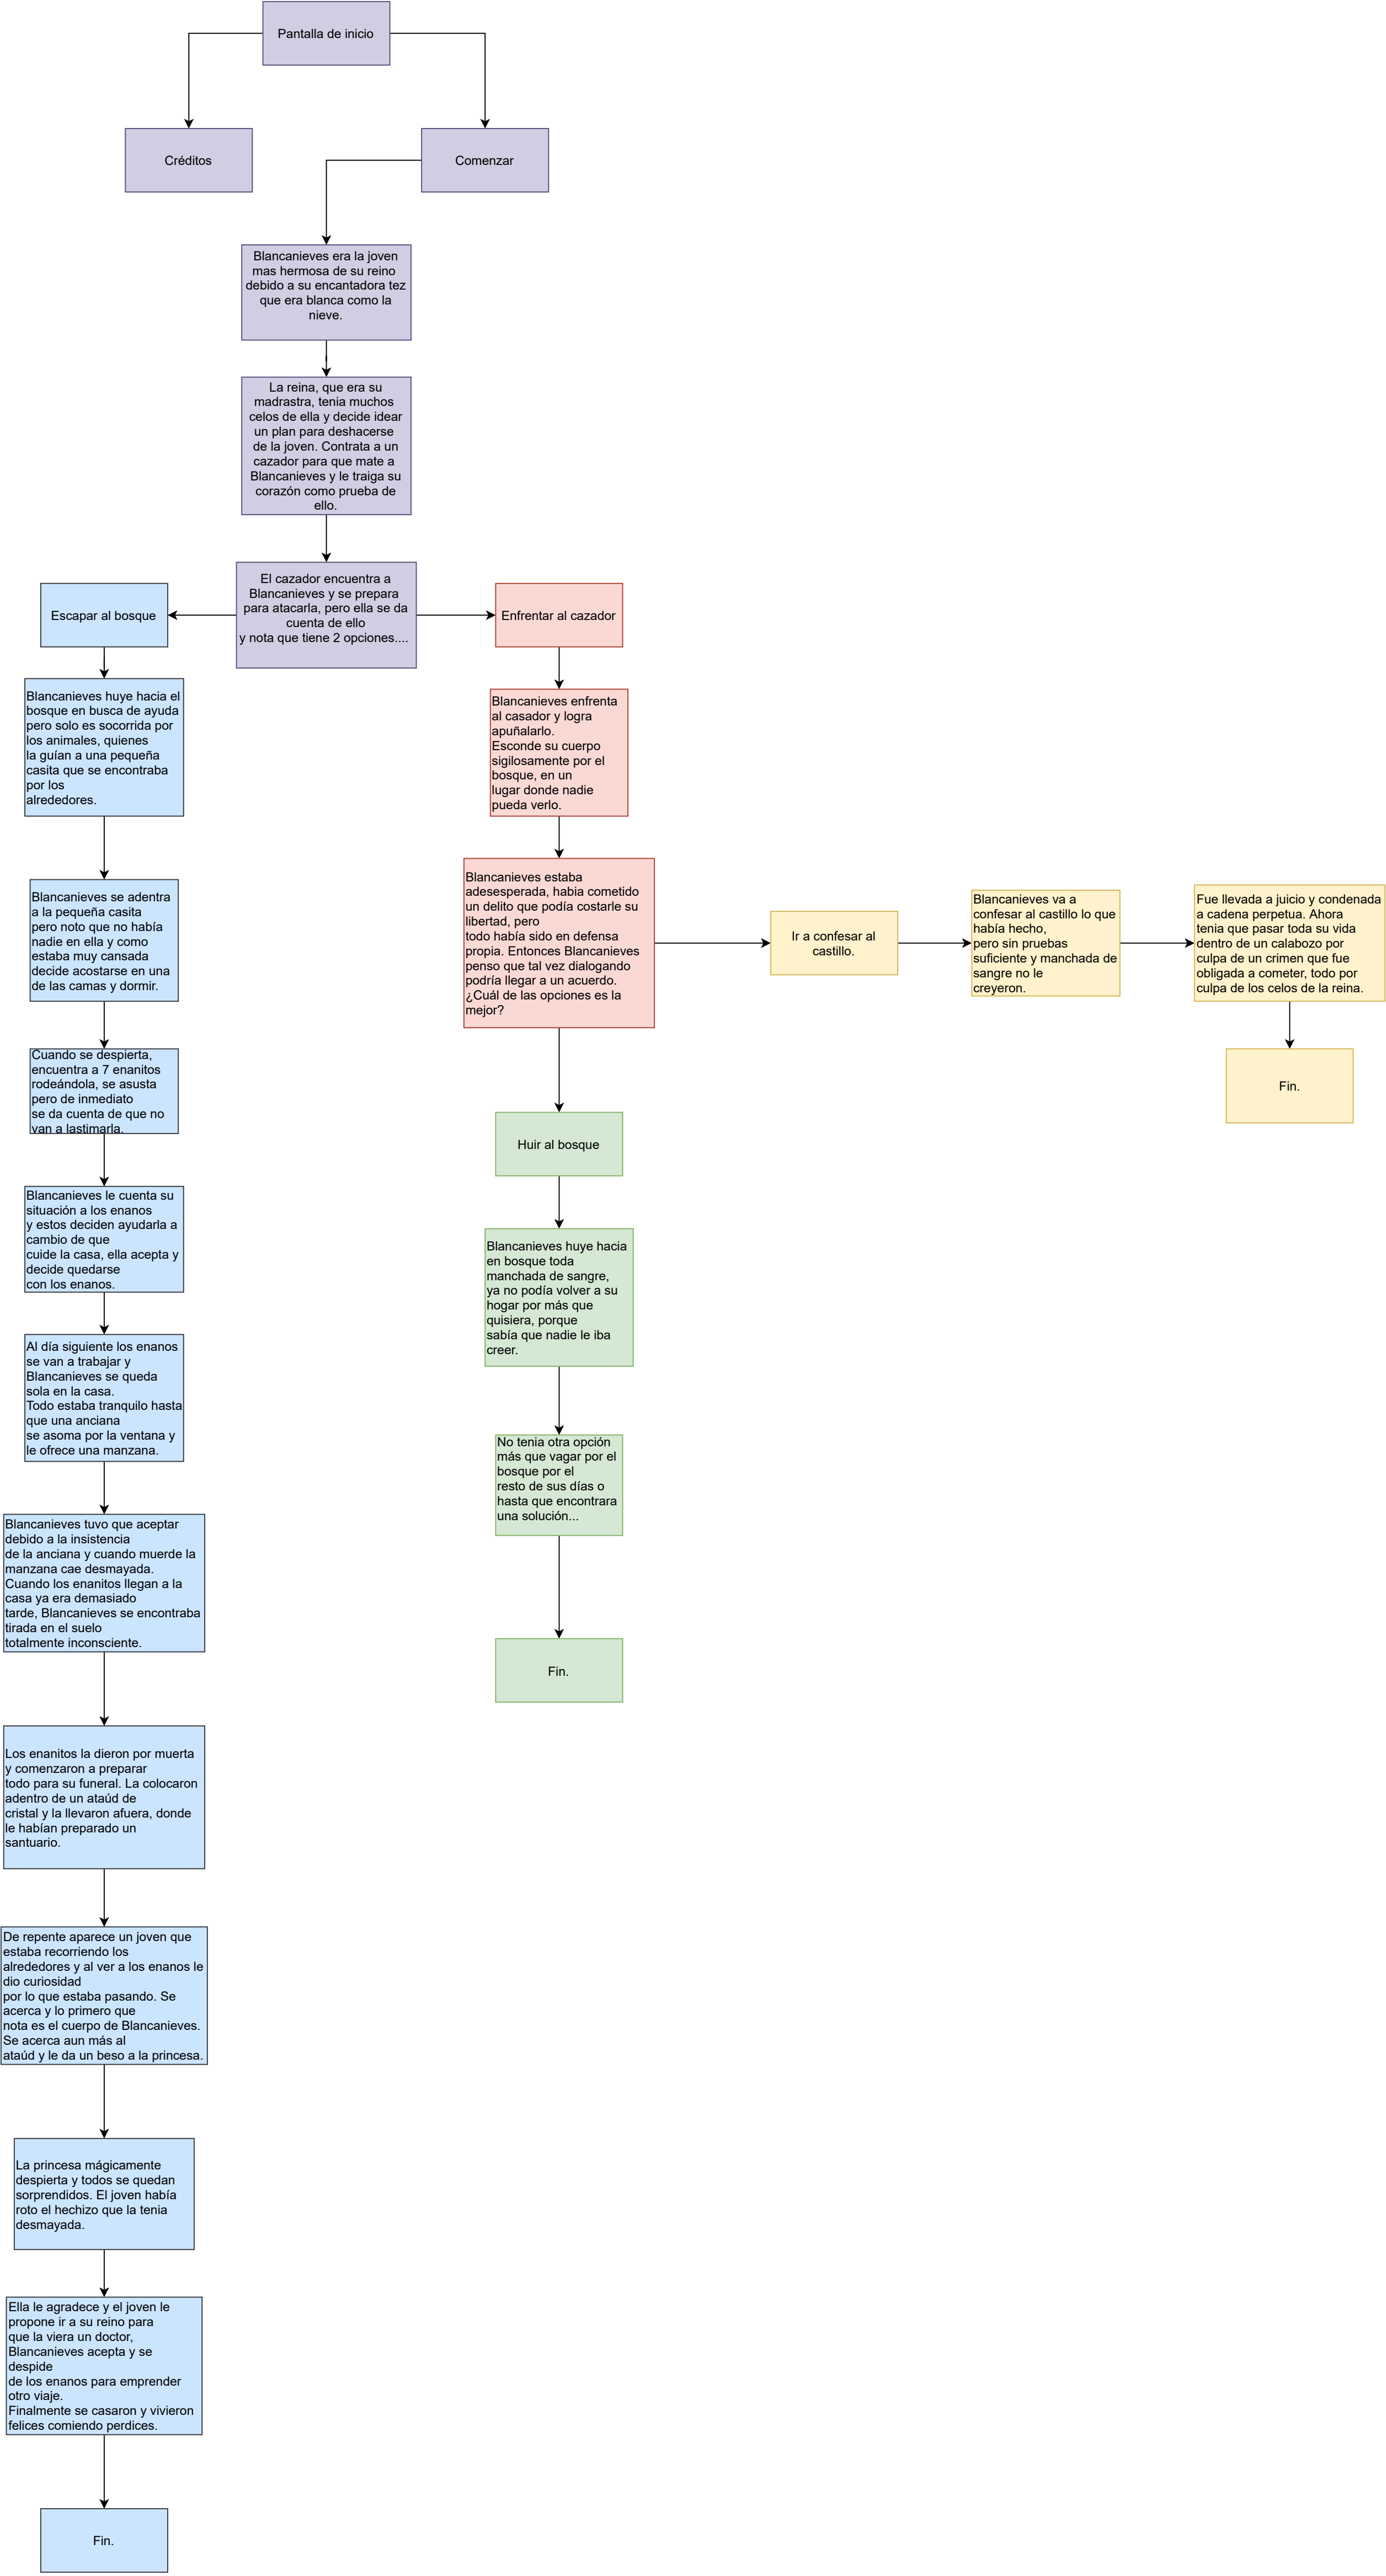 Pantalla de inicio
Créditos
Comenzar
Blancanieves era la joven
mas hermosa de su reino
debido a su encantadora tez
que era blanca como la
nieve.
La reina, que era su
madrastra, tenia muchos
celos de ella y decide idear
un plan para deshacerse
de la joven. Contrata a un
cazador para que mate a
Blancanieves y le traiga su
corazón como prueba de
ello.
El cazador encuentra a
Blancanieves y se prepara
para atacarla, pero ella se da
cuenta de ello
y nota que tiene 2 opciones....
Escapar al bosque
Enfrentar al cazador
Blancanieves huye hacia el
bosque en busca de ayuda
pero solo es socorrida por
los animales, quienes
la guían a una pequeña
casita que se encontraba
por los
alrededores.
Blancanieves se adentra
a la pequeña casita
pero noto que no había
nadie en ella y como
estaba muy cansada
decide acostarse en una
de las camas y dormir.
Cuando se despierta,
encuentra a 7 enanitos
rodeándola, se asusta
pero de inmediato
se da cuenta de que no
van a lastimarla.
Blancanieves le cuenta su
situación a los enanos
y estos deciden ayudarla a
cambio de que
cuide la casa, ella acepta y
decide quedarse
con los enanos.
Al día siguiente los enanos
se van a trabajar y
Blancanieves se queda
sola en la casa.
Todo estaba tranquilo hasta
que una anciana
se asoma por la ventana y
le ofrece una manzana.
Blancanieves tuvo que aceptar
debido a la insistencia
de la anciana y cuando muerde la
manzana cae desmayada.
Cuando los enanitos llegan a la
casa ya era demasiado
tarde, Blancanieves se encontraba
tirada en el suelo
totalmente inconsciente.
Los enanitos la dieron por muerta
y comenzaron a preparar
todo para su funeral. La colocaron
adentro de un ataúd de
cristal y la llevaron afuera, donde
le habían preparado un
santuario.
De repente aparece un joven que
estaba recorriendo los
alrededores y al ver a los enanos le
dio curiosidad
por lo que estaba pasando. Se
acerca y lo primero que
nota es el cuerpo de Blancanieves.
Se acerca aun más al
ataúd y le da un beso a la princesa.
La princesa mágicamente
despierta y todos se quedan
sorprendidos. El joven había
roto el hechizo que la tenia
desmayada.
Ella le agradece y el joven le
propone ir a su reino para
que la viera un doctor,
Blancanieves acepta y se
despide
de los enanos para emprender
otro viaje.
Finalmente se casaron y vivieron
felices comiendo perdices.
Fin.
Blancanieves enfrenta
al casador y logra
apuñalarlo.
Esconde su cuerpo
sigilosamente por el
bosque, en un
lugar donde nadie
pueda verlo.
Blancanieves estaba
adesesperada, habia cometido
un delito que podía costarle su
libertad, pero
todo había sido en defensa
propia. Entonces Blancanieves
penso que tal vez dialogando
podría llegar a un acuerdo.
¿Cuál de las opciones es la
mejor?
Huir al bosque
Blancanieves huye hacia
en bosque toda
manchada de sangre,
ya no podía volver a su
hogar por más que
quisiera, porque
sabía que nadie le iba
creer.
No tenia otra opción
más que vagar por el
bosque por el
resto de sus días o
hasta que encontrara
una solución...
Fin.
Ir a confesar al
castillo.
Blancanieves va a
confesar al castillo lo que
había hecho,
pero sin pruebas
suficiente y manchada de
sangre no le
creyeron.
Fue llevada a juicio y condenada
a cadena perpetua. Ahora
tenia que pasar toda su vida
dentro de un calabozo por
culpa de un crimen que fue
obligada a cometer, todo por
culpa de los celos de la reina.
Fin.